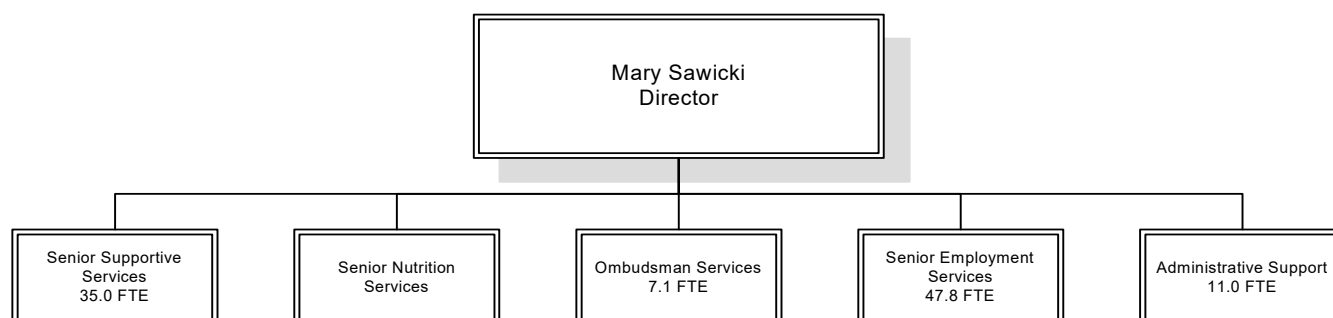 Mary Sawicki
Director
Senior Supportive
Services
35.0 FTE
Senior Nutrition
Services
Ombudsman Services
7.1 FTE
Senior Employment
Services
47.8 FTE
Administrative Support
11.0 FTE